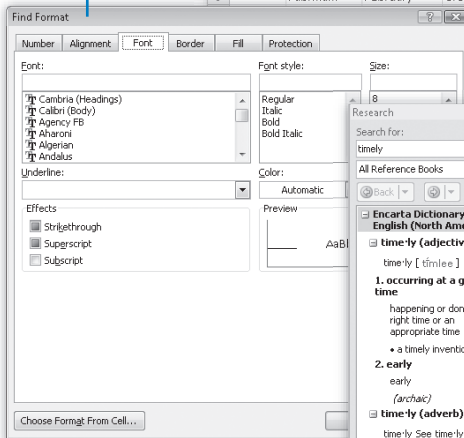 Find Format
Number Alignment Font Border Fill Protection
Font: Font style: Size:
Cambria (Headings)
Calibri (Body)
Agency FB
Aharoni
Algerian
Andalus
Regular
Italic
Bold
Bold Italic
8
Underline: Color:
Automatic
Effects
Strikethrough
Superscript
Subscript
Preview
AaBl
Choose Format From Cell...
Research
Search for:
timely
All Reference Books
Back
Encarta Dictionary
English (North Ame
time·ly (adjectiv
time·ly [ tímlee ]
1. occurring at a g
time
happening or don
right time or an
appropriate time
• a timely inventio
2. early
early
(archaic)
time·ly (adverb)
time·ly See time·ly